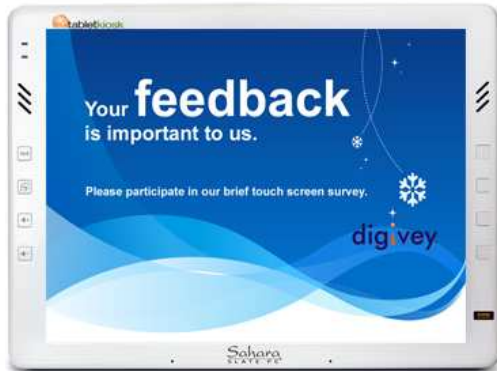 tabletkiosk
Your feedback
is important to us.
Please participate in our brief touch screen survey.
digivey
Sahara
SLATE PC